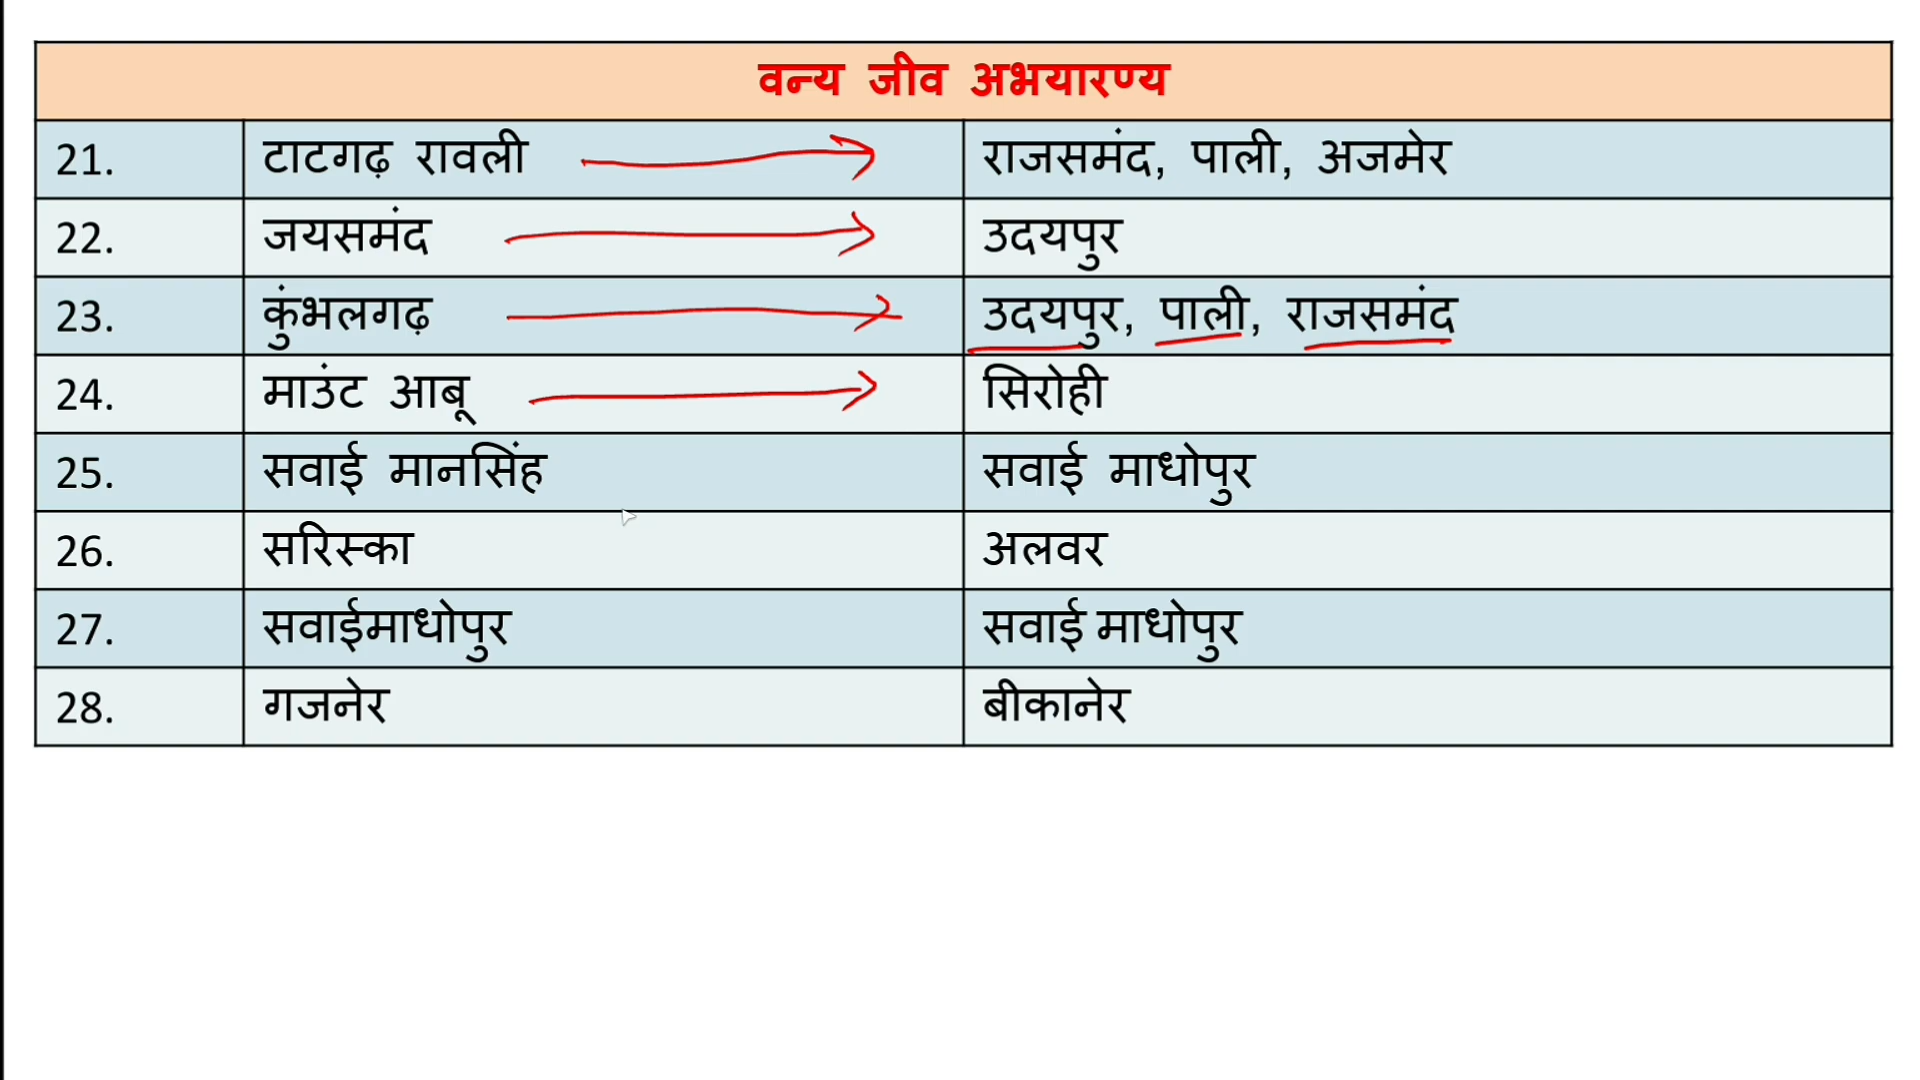 वन्य जीव अभयारण्य
21. टाटगढ़ रावली राजसमंद, पाली, अजमेर
22. जयसमंद उदयपुर
23. कुंभलगढ़ उदयपुर, पाली, राजसमंद
24. माउंट आबू सिरोही
25. सवाई मानसिंह सवाई माधोपुर
26. सरिस्का अलवर
27. सवाईमाधोपुर सवाई माधोपुर
28. गजनेर बीकानेर